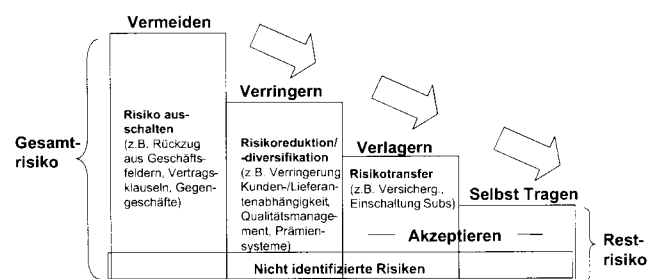 Vermeiden
Verringern
Verlagern
Selbst Tragen
Gesamt-
risiko
Risiko aus-
schalten
(z.B. Rückzug
aus Geschäfts-
feldern, Vertrags-
klauseln, Gegen-
geschäfte)
Risikoreduktion/
-diversifikation
(z.B. Verringerung
Kunden-/Lieferan-
tenabhängigkeit,
Qualitätsmanage-
ment, Prämien-
systeme)
Risikotransfer
(z.B. Versicherg.,
Einschaltung Subs)
Akzeptieren
Rest-
risiko
Nicht identifizierte Risiken